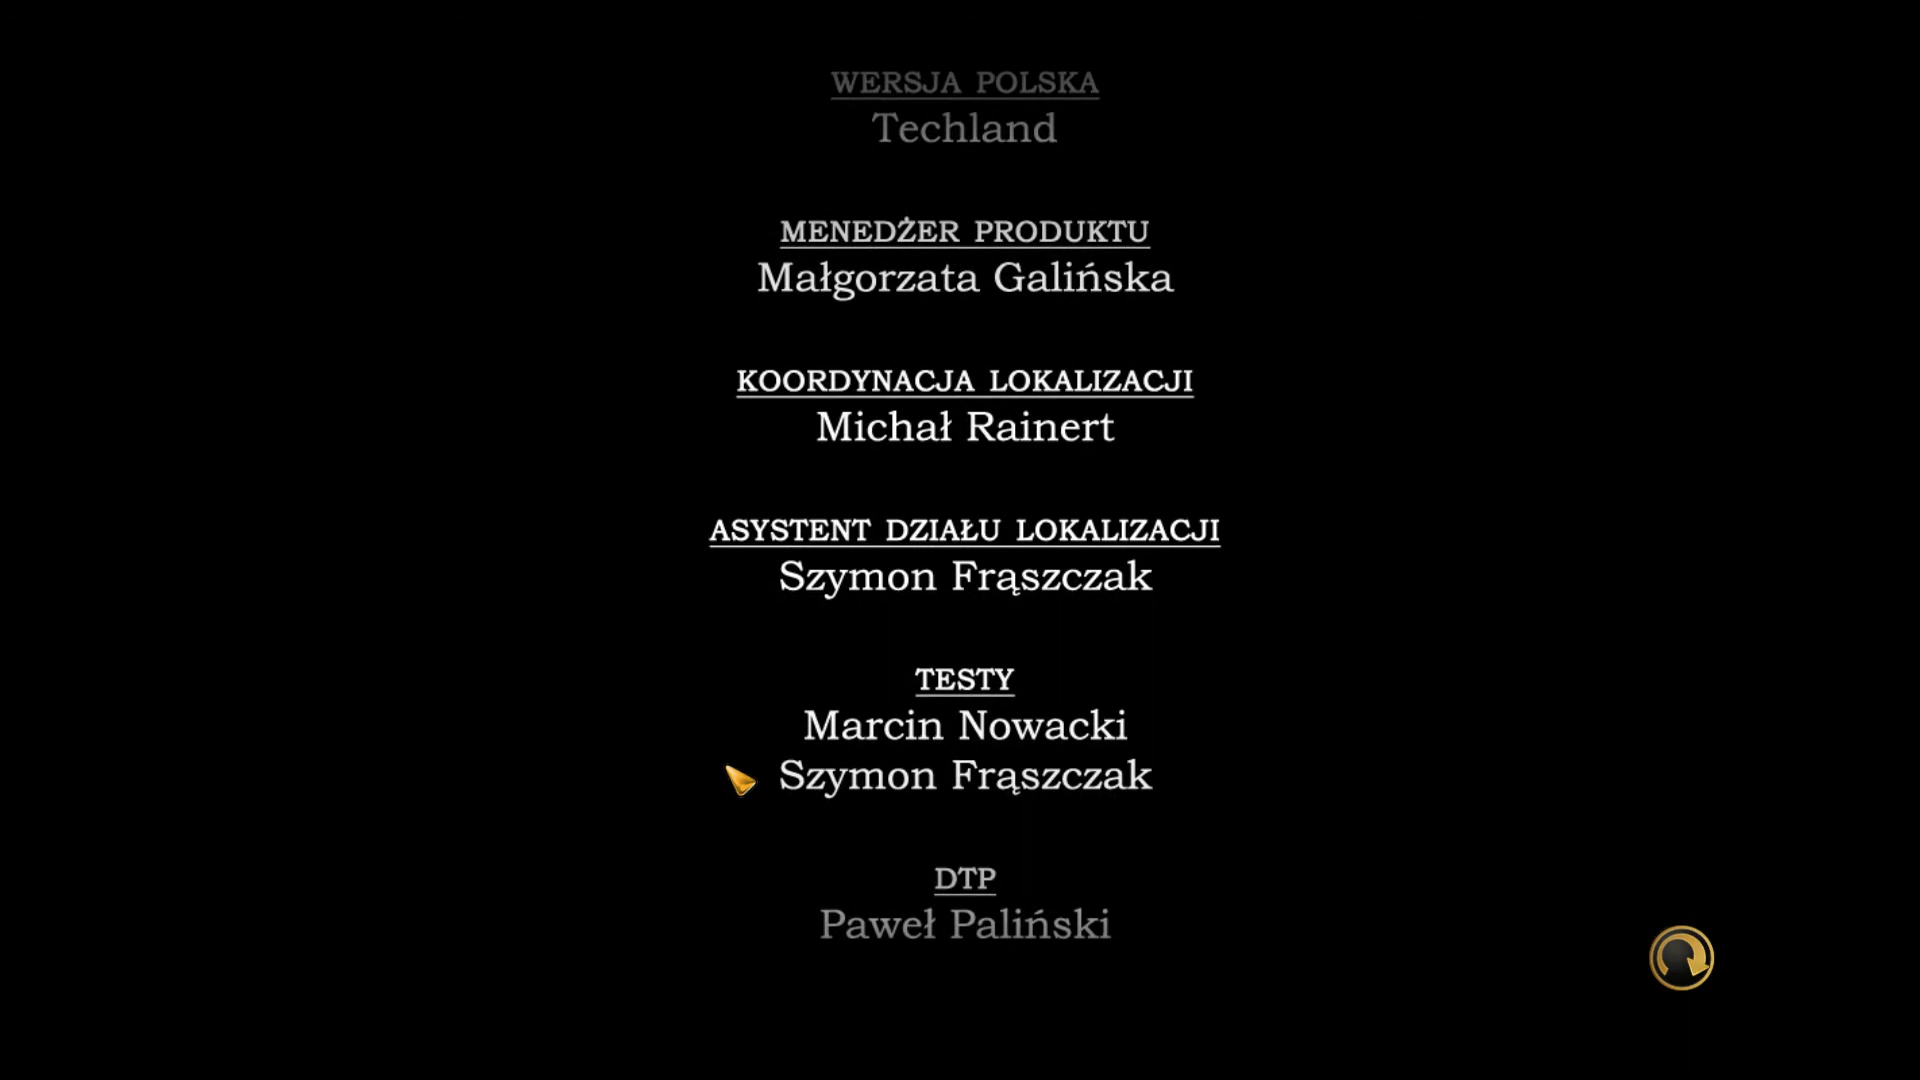 WERSJA POLSKA
Techland
MENEDŻER PRODUKTU
Małgorzata Galińska
KOORDYNACJA LOKALIZACJI
Michał Rainert
ASYSTENT DZIAŁU LOKALIZACJI
Szymon Frąszczak
TESTY
Marcin Nowacki
Szymon Frąszczak
DTP
Paweł Paliński